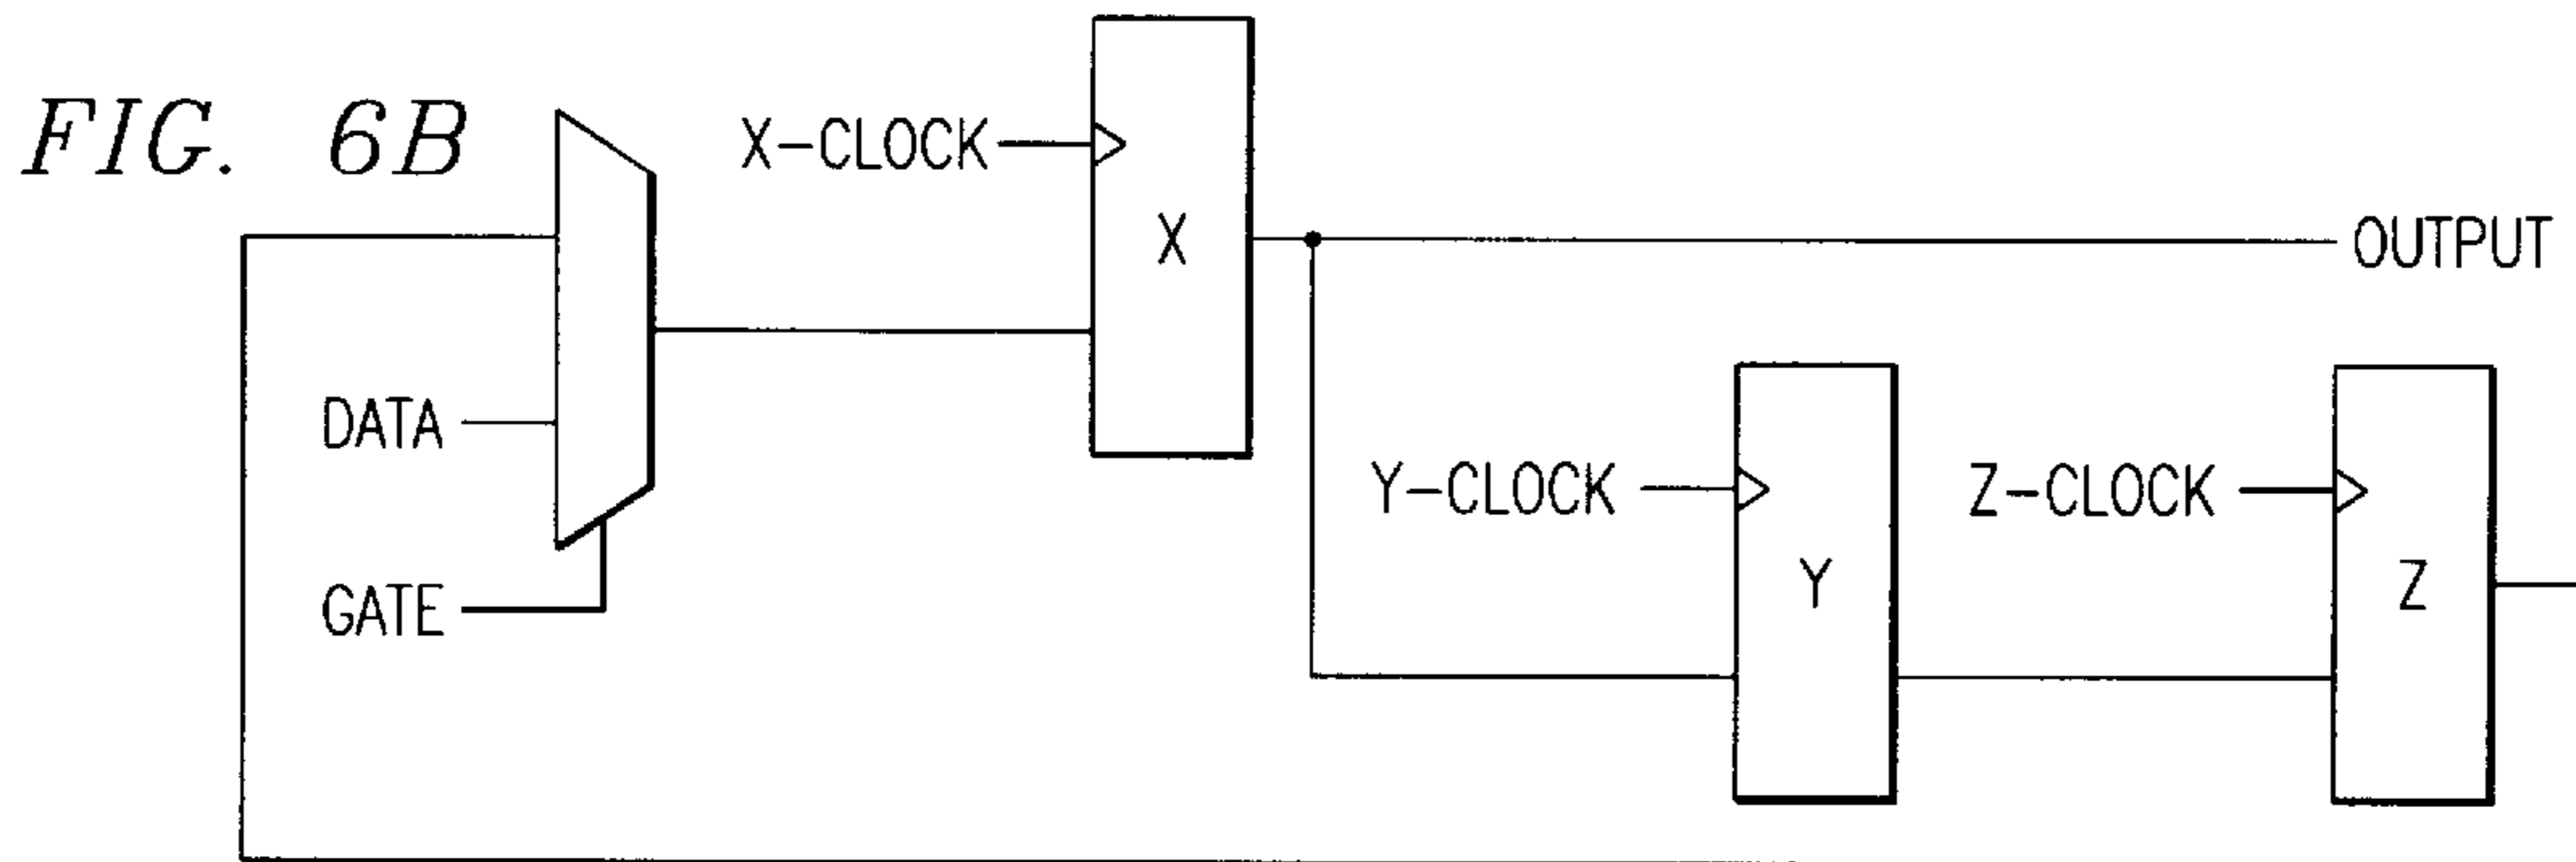 FIG. 6B
X-CLOCK
X
OUTPUT
DATA
Y-CLOCK
Y
Z-CLOCK
Z
GATE